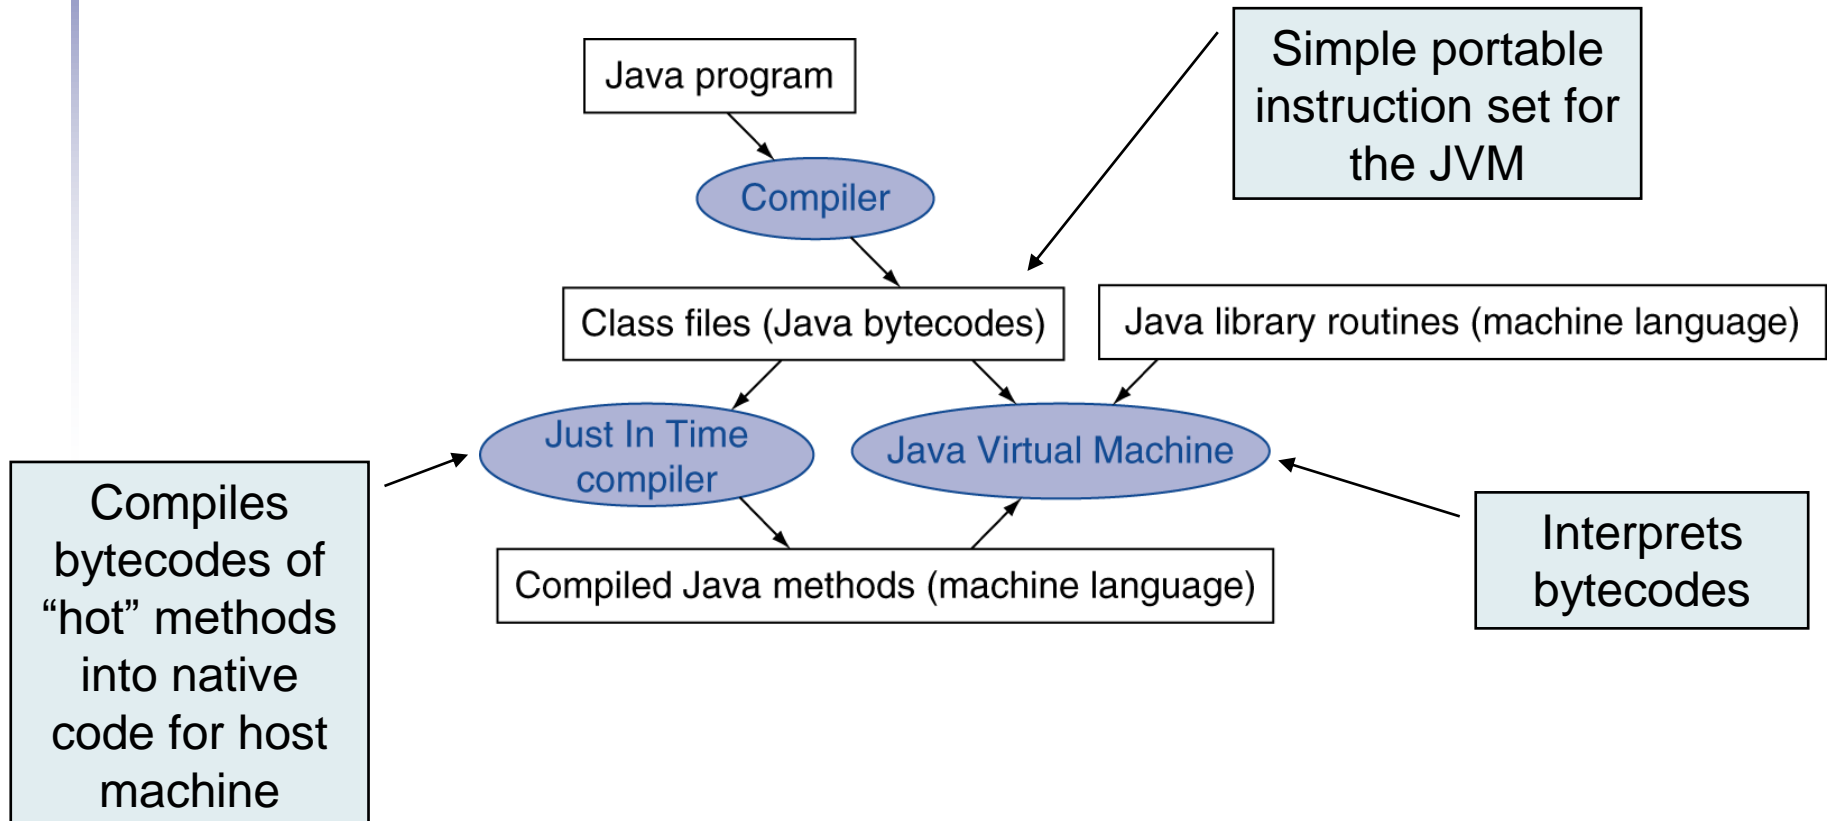 Java program
Simple portable
instruction set for
the JVM
Compiler
Class files (Java bytecodes)
Java library routines (machine language)
Just In Time
compiler
Java Virtual Machine
Compiles
bytecodes of
“hot” methods
into native
code for host
machine
Compiled Java methods (machine language)
Interprets
bytecodes